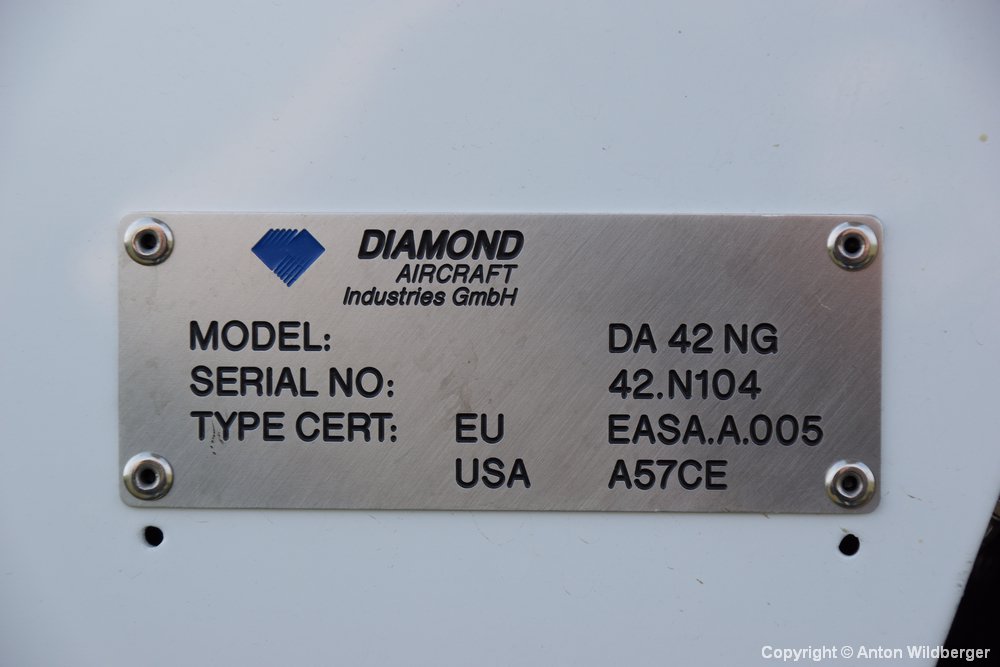 DIAMOND
AIRCRAFT
Industries GmbH
MODEL: DA 42 NG
SERIAL NO: 42.N104
TYPE CERT: EU EASA.A.005
USA A57CE
Copyright © Anton Wildberger